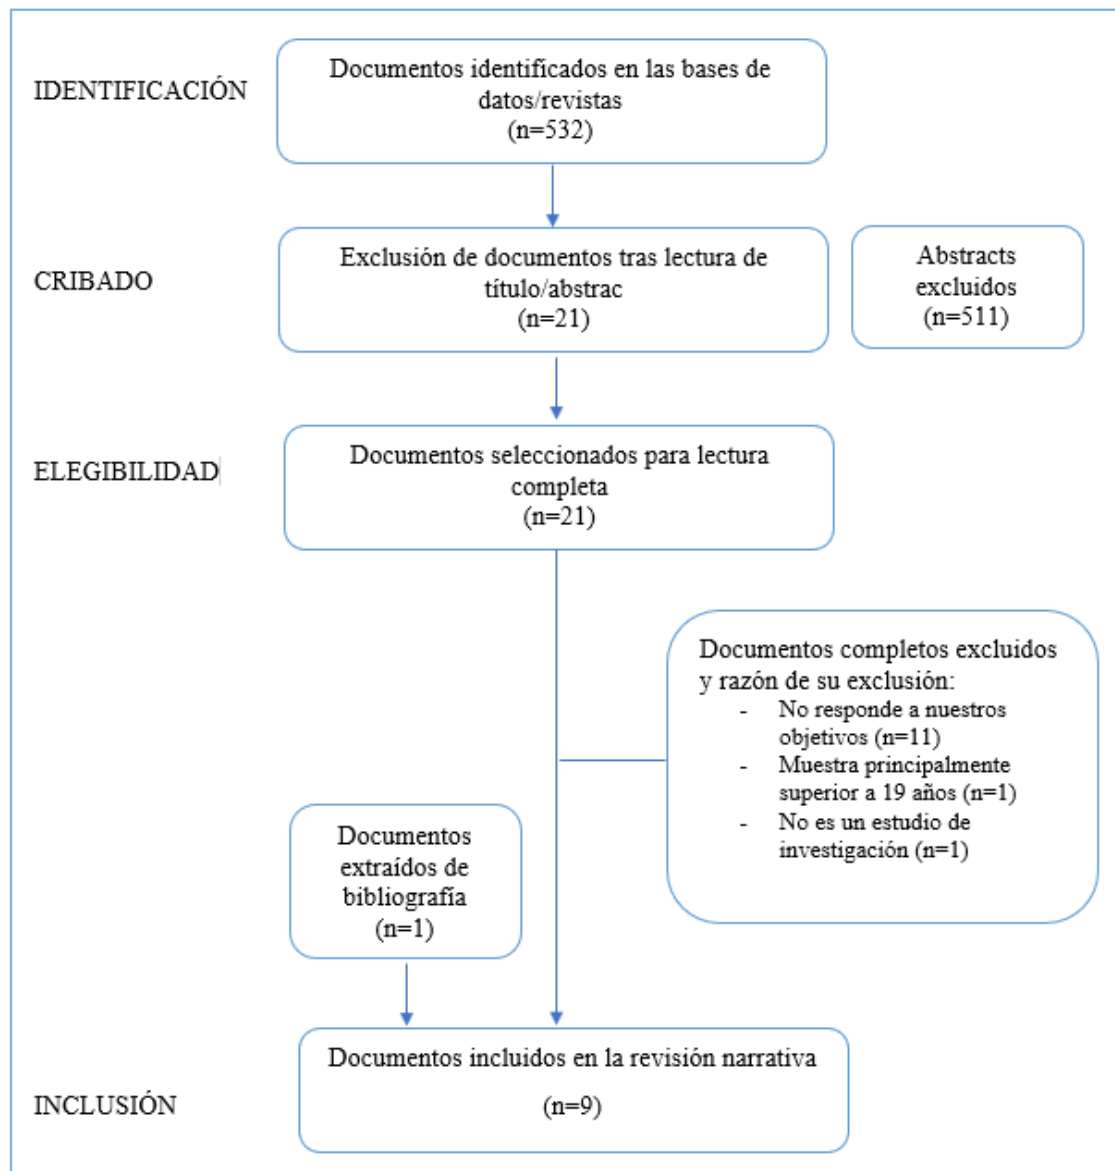 IDENTIFICACIÓN
Documentos identificados en las bases de
datos/revistas
(n=532)
CRIBADO
Exclusión de documentos tras lectura de
título/abstrac
(n=21)
Abstracts
excluidos
(n=511)
ELEGIBILIDAD
Documentos seleccionados para lectura
completa
(n=21)
Documentos completos excluidos
y razón de su exclusión:
- No responde a nuestros
objetivos (n=11)
- Muestra principalmente
superior a 19 años (n=1)
- No es un estudio de
investigación (n=1)
Documentos
extraídos de
bibliografía
(n=1)
INCLUSIÓN
Documentos incluidos en la revisión narrativa
(n=9)